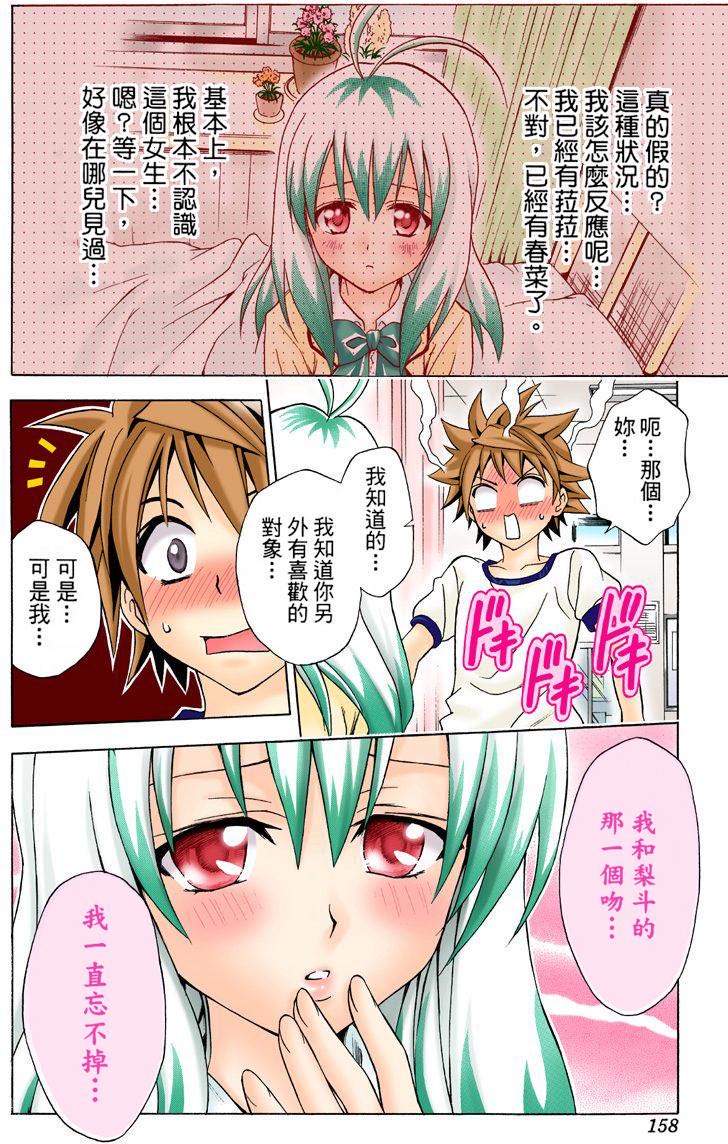 真的假的？
這種狀況…
我該怎麼反應呢…
我已經有拉菈…
不對，已經有春菜了。
基本上，
我根本不認識
這個女生…
嗯？等一下，
好像在哪兒見過…
呃…那個…
妳…
我知道的…
我知道你另
外有喜歡的
對象…
ドキ
ドキ
ドキ
可是…
可是我…
我和梨斗的
那一個吻…
我一直忘不掉…
158